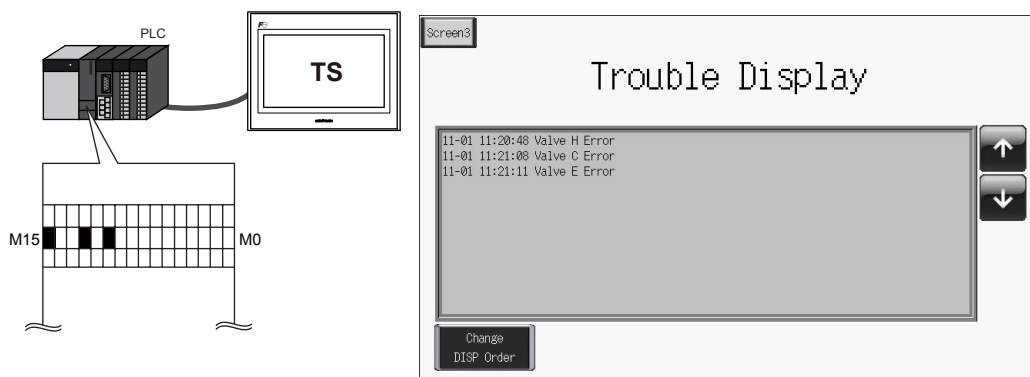 PLC
TS
M15
M0
Screen3
Trouble Display
11-01 11:20:48 Valve H Error
11-01 11:21:08 Valve C Error
11-01 11:21:11 Valve E Error
Change
DISP Order